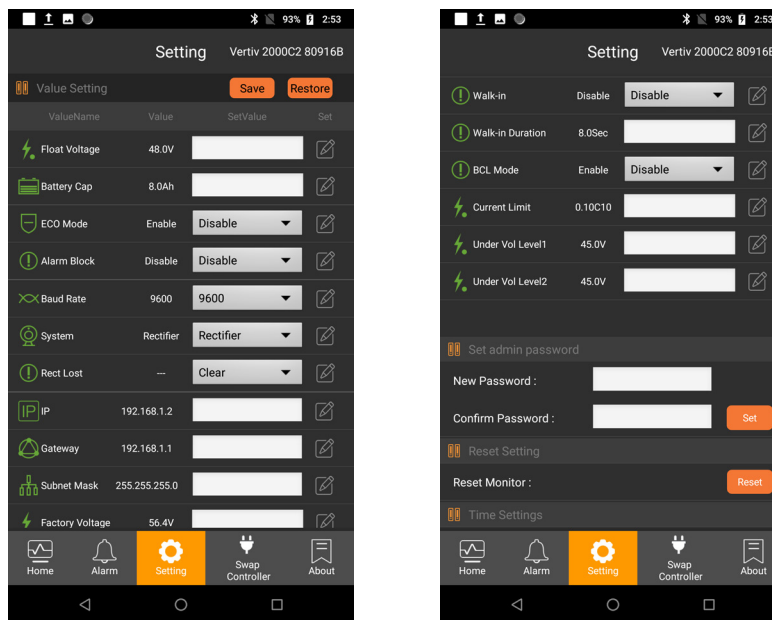 93% 2:53
Setting Vertiv 2000C2 80916B
Value Setting Save Restore
ValueName Value SetValue Set
Float Voltage 48.0V
Battery Cap 8.0Ah
ECO Mode Enable Disable
Alarm Block Disable Disable
Baud Rate 9600 9600
System Rectifier Rectifier
Rect Lost --- Clear
IP IP 192.168.1.2
Gateway 192.168.1.1
Subnet Mask 255.255.255.0
Factory Voltage 56.4V
Home Alarm Setting Swap Controller About
93% 2:53
Setting Vertiv 2000C2 80916B
Walk-in Disable Disable
Walk-in Duration 8.0Sec
BCL Mode Enable Disable
Current Limit 0.10C10
Under Vol Level1 45.0V
Under Vol Level2 45.0V
Set admin password
New Password :
Confirm Password : Set
Reset Setting
Reset Monitor : Reset
Time Settings
Home Alarm Setting Swap Controller About